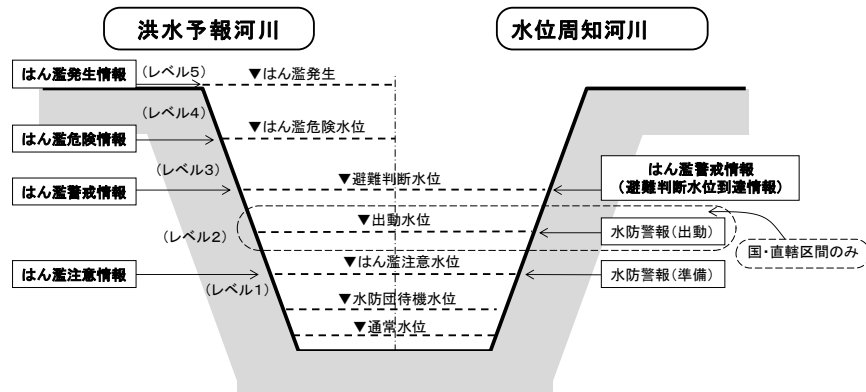 洪水予報河川
水位周知河川
はん濫発生情報
(レベル5)
▼はん濫発生
(レベル4)
▼はん濫危険水位
はん濫危険情報
(レベル3)
▼避難判断水位
はん濫警戒情報
はん濫警戒情報
(避難判断水位到達情報)
▼出動水位
(レベル2)
水防警報(出動)
国・直轄区間のみ
▼はん濫注意水位
はん濫注意情報
水防警報(準備)
(レベル1)
▼水防団待機水位
▼通常水位